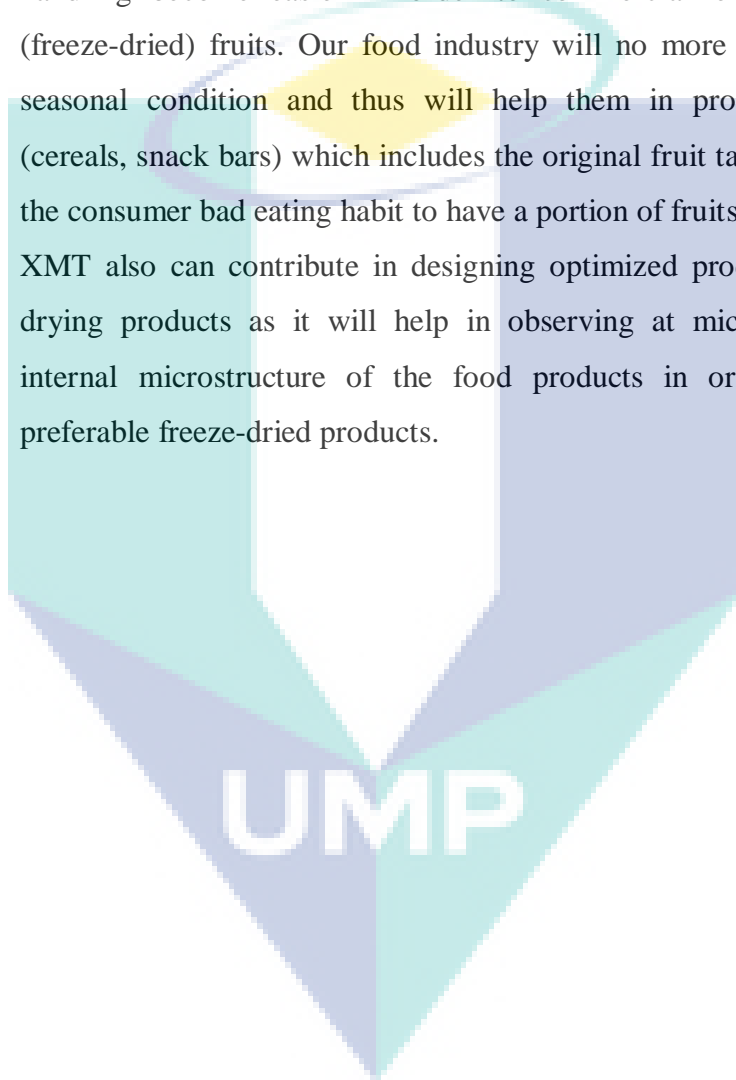 (freeze-dried) fruits. Our food industry will no more
seasonal condition and thus will help them in pro
(cereals, snack bars) which includes the original fruit ta
the consumer bad eating habit to have a portion of fruits
XMT also can contribute in designing optimized pro
drying products as it will help in observing at mic
internal microstructure of the food products in or
preferable freeze-dried products.
UMP